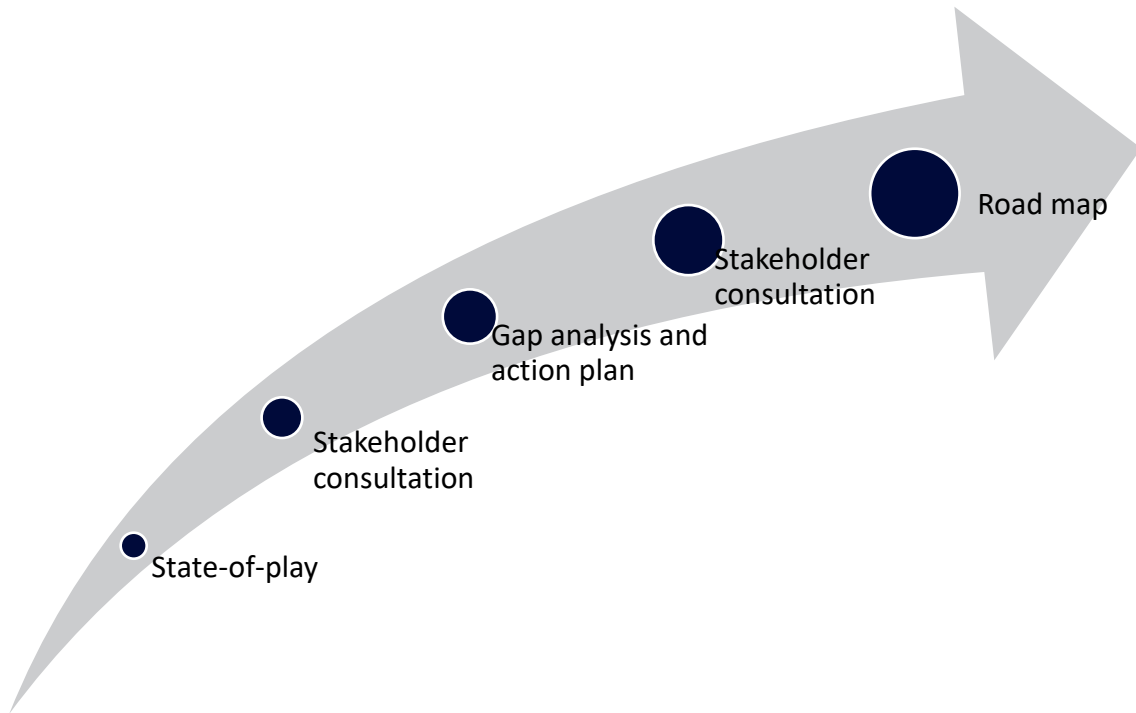 State-of-play
Stakeholder
consultation
Gap analysis and
action plan
Stakeholder
consultation
Road map